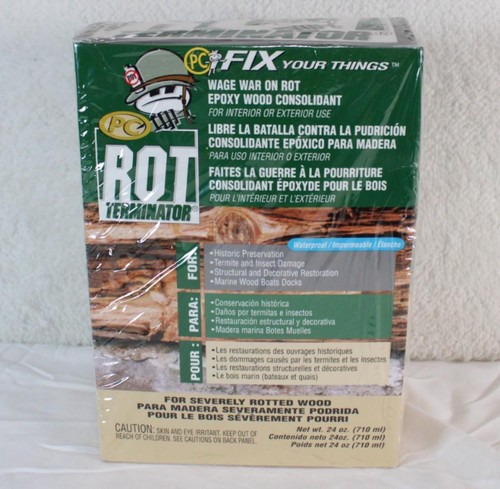 TERMINATOR
PC FIX YOUR THINGS™
WAGE WAR ON ROT
EPOXY WOOD CONSOLIDANT
FOR INTERIOR OR EXTERIOR USE
LIBRE LA BATALLA CONTRA LA PUDRICIÓN
CONSOLIDANTE EPÓXICO PARA MADERA
PARA USO INTERIOR O EXTERIOR
FAITES LA GUERRE À LA POURRITURE
CONSOLIDANT ÉPOXYDE POUR LE BOIS
POUR L'INTÉRIEUR ET L'EXTÉRIEUR
PC
ROT
TERMINATOR
Waterproof / Impermeable / Étanche
FOR:
• Historic Preservation
• Termite and Insect Damage
• Structural and Decorative Restoration
• Marine Wood Boats Docks
PARA:
• Conservación histórica
• Daños por termitas e insectos
• Restauración estructural y decorativa
• Madera marina Botes Muelles
POUR :
• Les restaurations des ouvrages historiques
• Les dommages causés par les termites et les insectes
• Les restaurations structurelles et décoratives
• Le bois marin (bateaux et quais)
FOR SEVERELY ROTTED WOOD
PARA MADERA SEVERAMENTE PODRIDA
POUR LE BOIS SÉVÈREMENT POURRI
CAUTION: SKIN AND EYE IRRITANT. KEEP OUT OF
REACH OF CHILDREN. SEE CAUTIONS ON BACK PANEL.
Net wt. 24 oz. (710 ml)
Contenido neto 24oz. (710 ml)
Poids net 24 oz (710 ml)